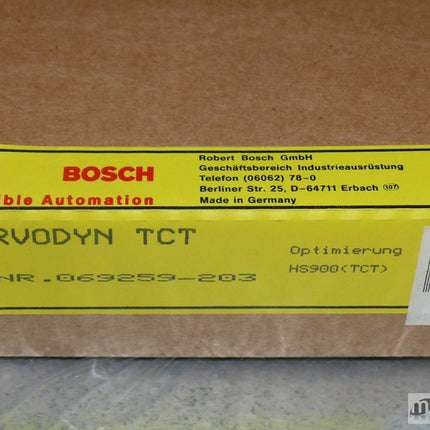 BOSCH
ible Automation
Robert Bosch GmbH
Geschäftsbereich Industrieausrüstung
Telefon (06062) 78-0
Berliner Str. 25, D-64711 Erbach (107)
Made in Germany
RVODYN TCT
NR.069259-203
Optimierung
HS900(TCT)